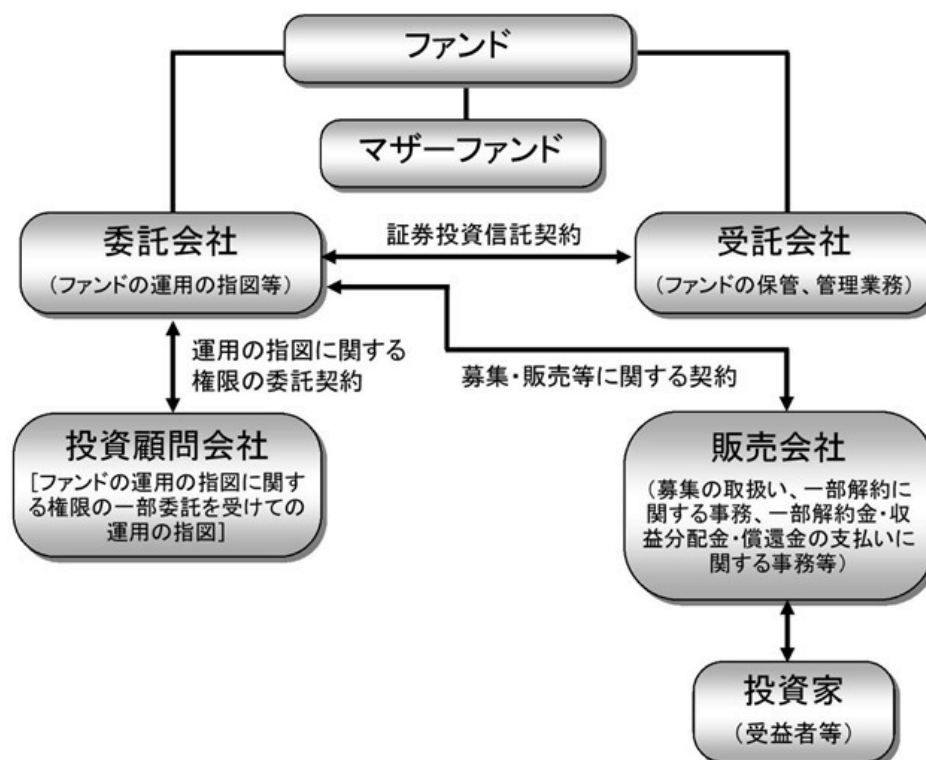 ファンド
マザーファンド
委託会社
(ファンドの運用の指図等)
証券投資信託契約
受託会社
(ファンドの保管、管理業務)
運用の指図に関する
権限の委託契約
募集・販売等に関する契約
投資顧問会社
[ファンドの運用の指図に関す
る権限の一部委託を受けての
運用の指図]
販売会社
(募集の取扱い、一部解約に
関する事務、一部解約金・収
益分配金・償還金の支払いに
関する事務等)
投資家
(受益者等)